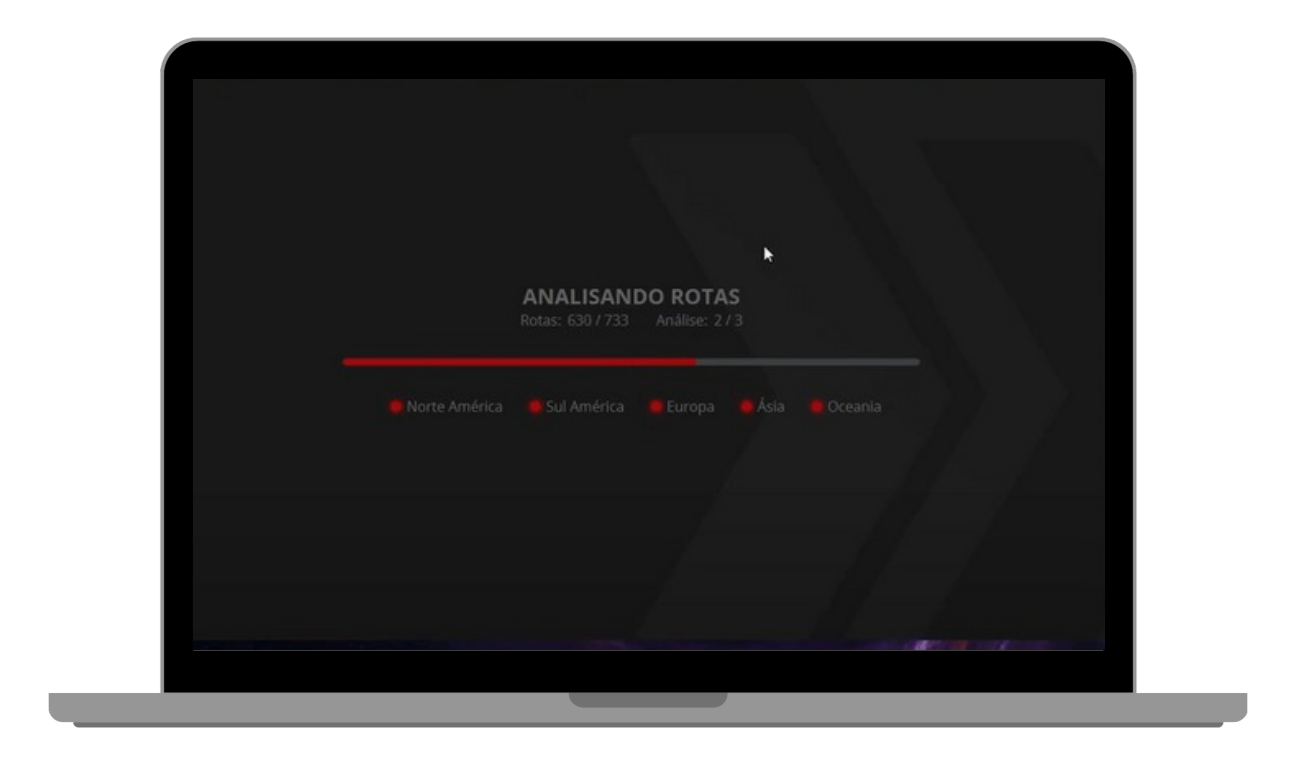 ANALISANDO ROTAS
Rotas: 630 / 733 Análise: 2 / 3
Norte América Sul América Europa Ásia Oceania